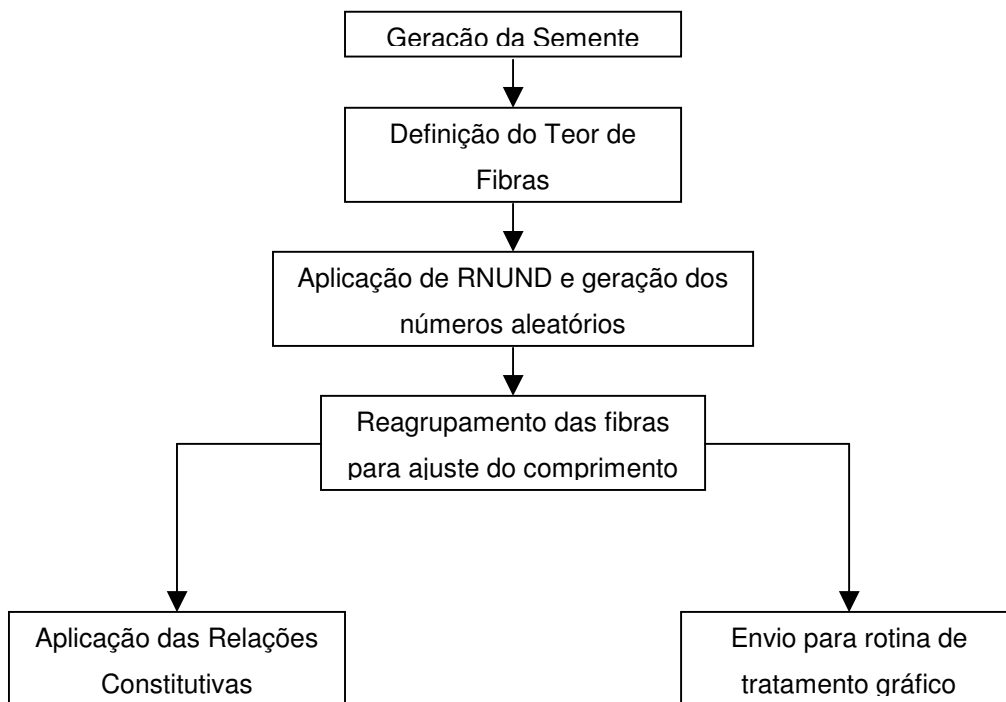 Geração da Semente
Definição do Teor de
Fibras
Aplicação de RNUND e geração dos
números aleatórios
Reagrupamento das fibras
para ajuste do comprimento
Aplicação das Relações
Constitutivas
Envio para rotina de
tratamento gráfico